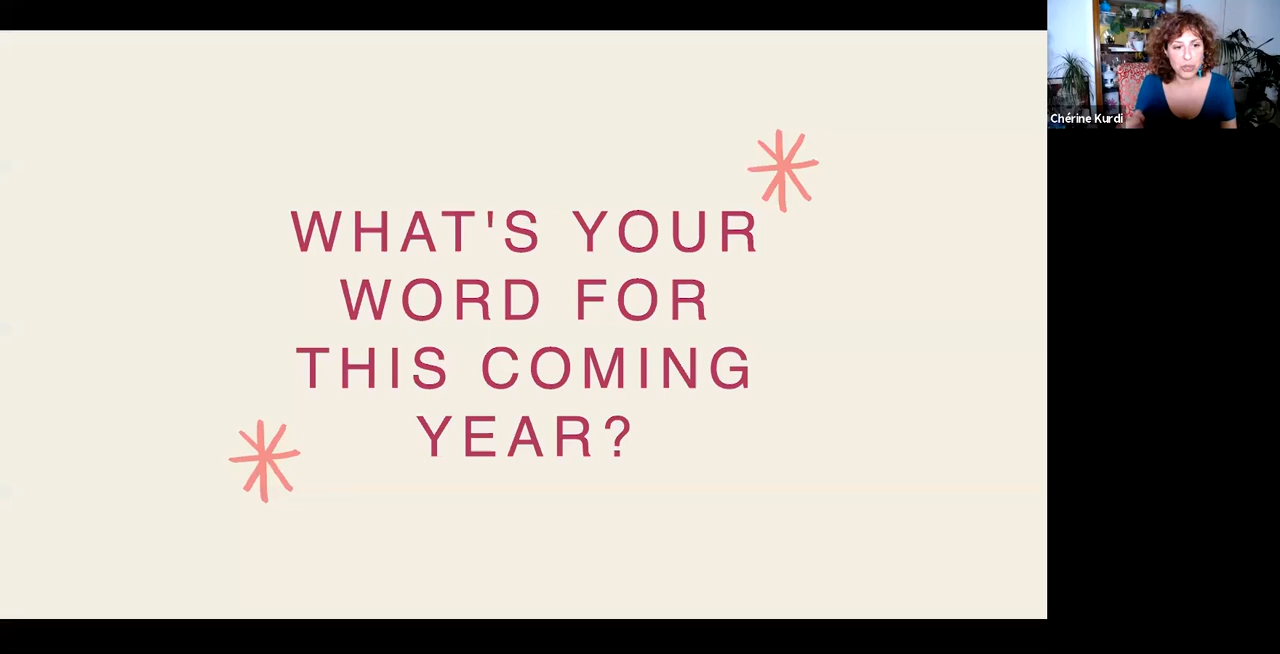 WHAT'S YOUR
WORD FOR
THIS COMING
YEAR?
Chérine Kurdi